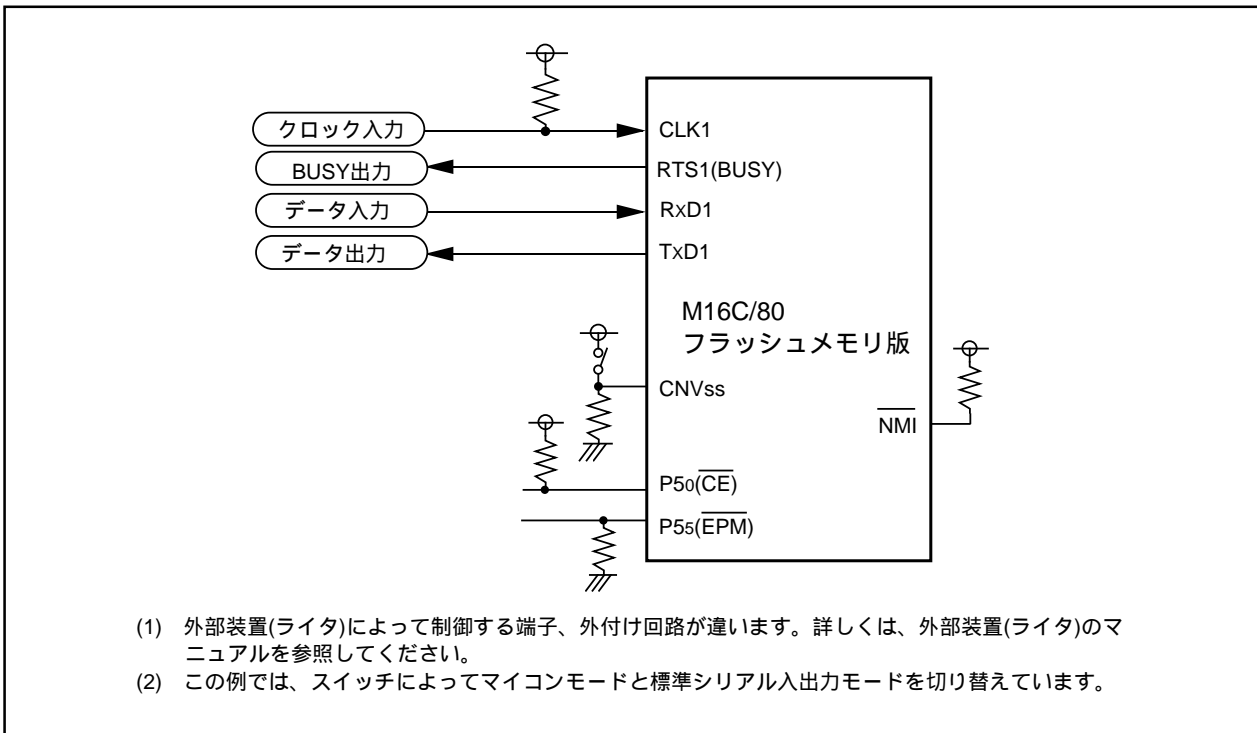 クロック入力
BUSY出力
データ入力
データ出力
CLK1
RTS1(BUSY)
RxD1
TxD1
M16C/80
フラッシュメモリ版
CNVss
NMI
P50(CE)
P55(EPM)
(1) 外部装置(ライタ)によって制御する端子、外付け回路が違います。詳しくは、外部装置(ライタ)のマ
ニュアルを参照してください。
(2) この例では、スイッチによってマイコンモードと標準シリアル入出力モードを切り替えています。